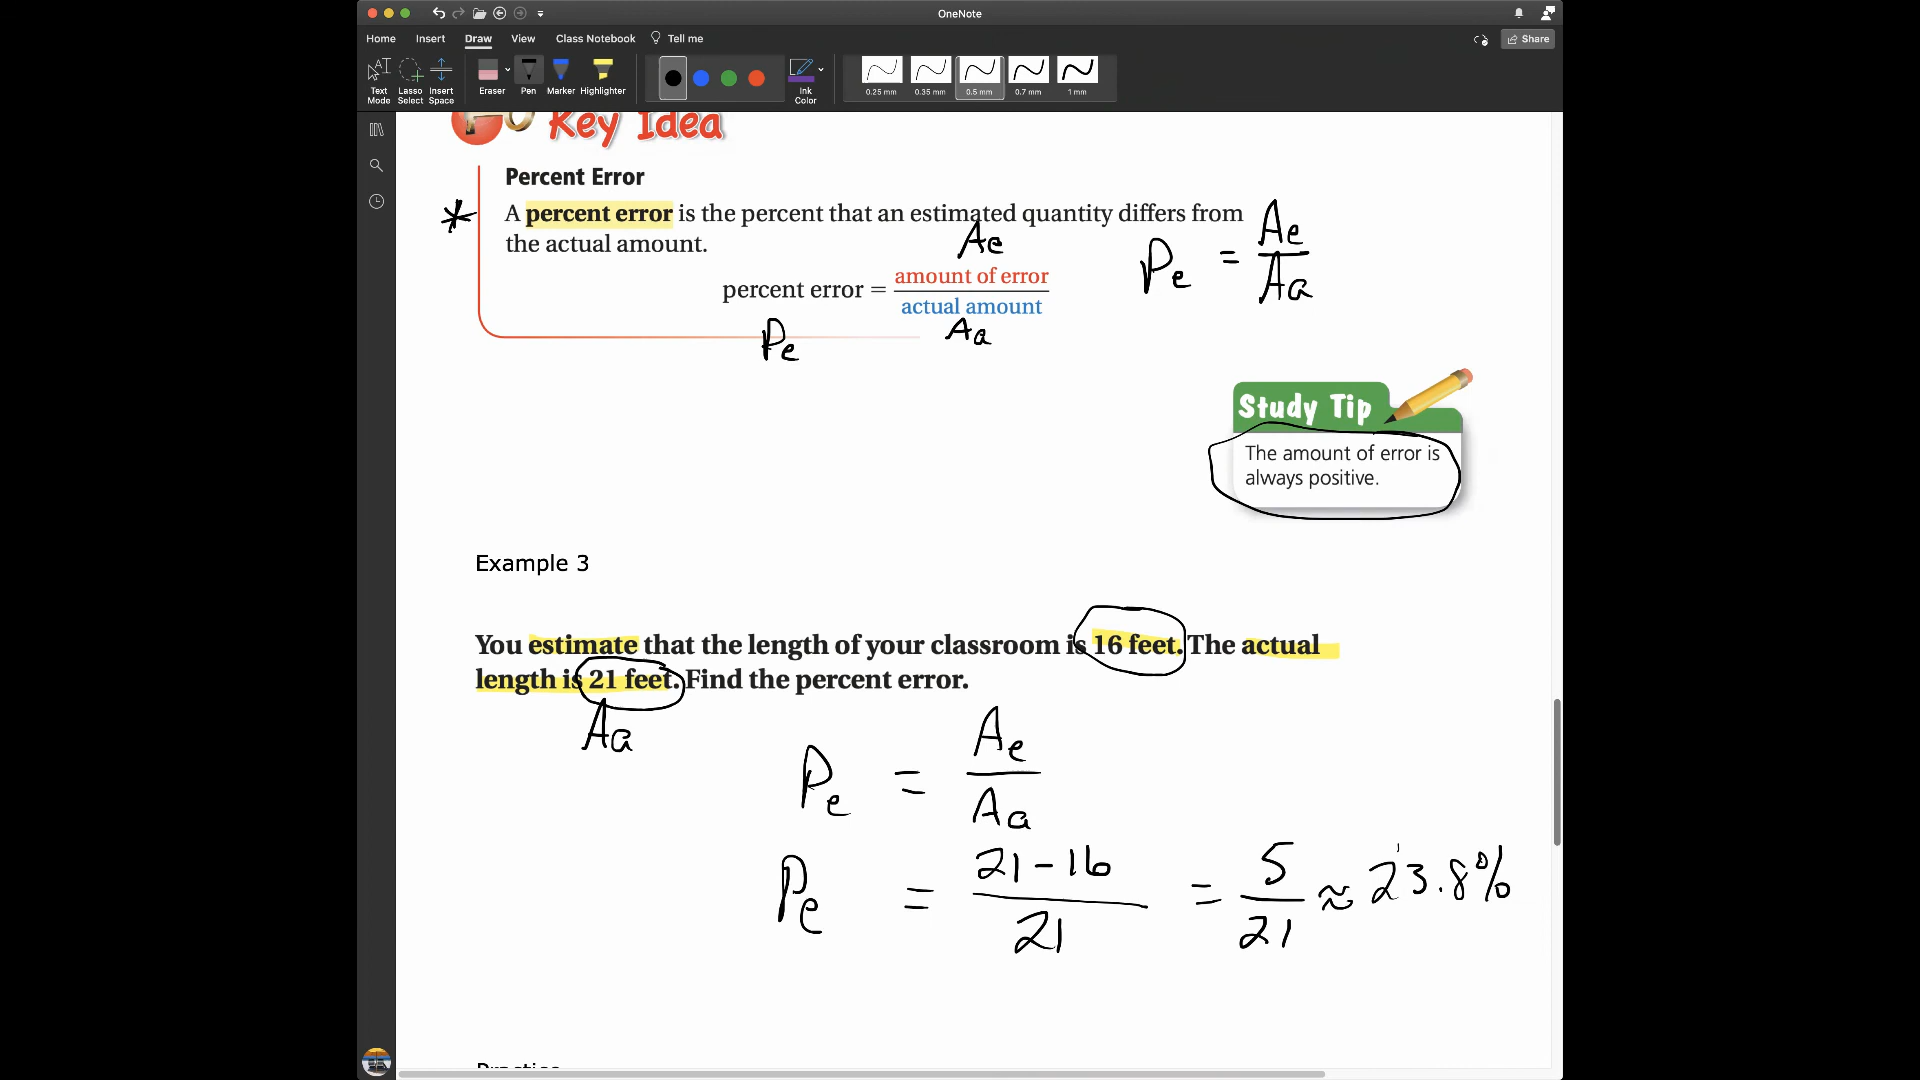 OneNote
Home Insert Draw View Class Notebook Tell me Share
Text Mode Lasso Select Insert Space Eraser Pen Marker Highlighter Ink Color 0.25 mm 0.35 mm 0.5 mm 0.7 mm 1 mm
Key Idea
Percent Error
* A percent error is the percent that an estimated quantity differs from
the actual amount.
Ae
percent error = amount of error / actual amount
Pe Aa
Pe = Ae / Aa
Study Tip
The amount of error is
always positive.
Example 3
You estimate that the length of your classroom is 16 feet. The actual
length is 21 feet. Find the percent error.
Aa
Pe = Ae / Aa
Pe = 21 - 16 / 21 = 5 / 21 ≈ 23.8%